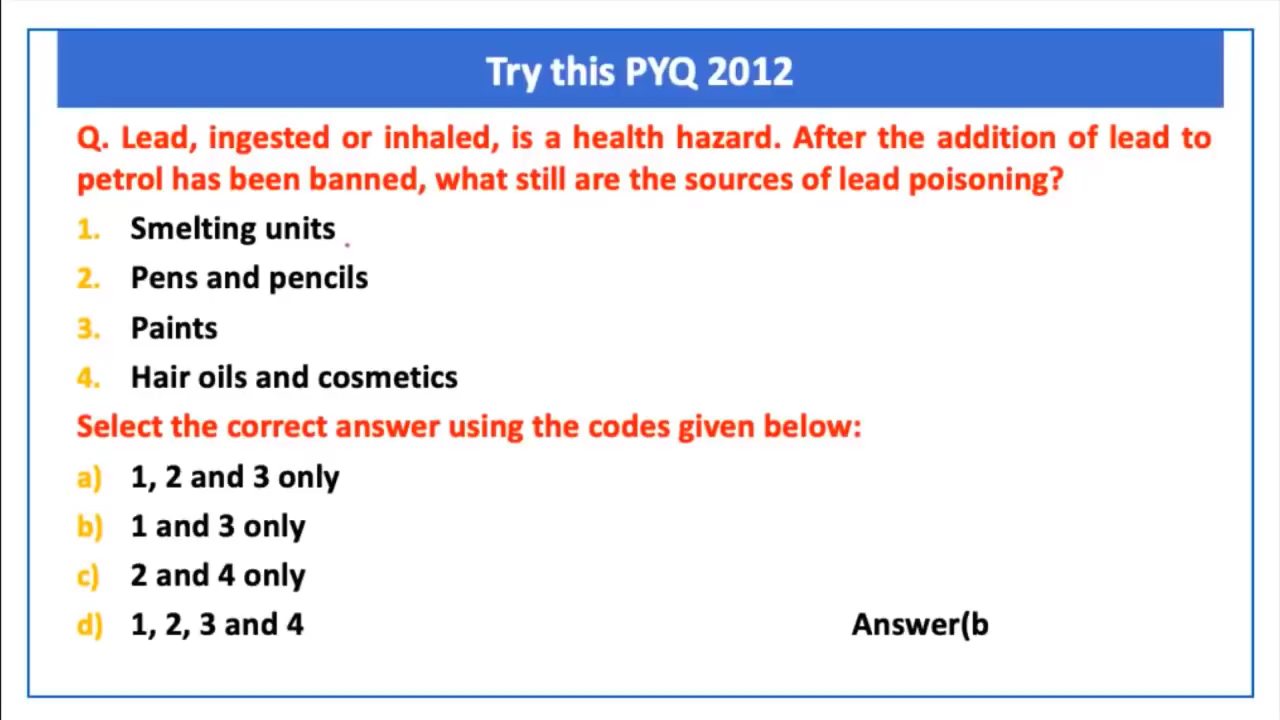 Try this PYQ 2012
Q. Lead, ingested or inhaled, is a health hazard. After the addition of lead to
petrol has been banned, what still are the sources of lead poisoning?
1. Smelting units
2. Pens and pencils
3. Paints
4. Hair oils and cosmetics
Select the correct answer using the codes given below:
a) 1, 2 and 3 only
b) 1 and 3 only
c) 2 and 4 only
d) 1, 2, 3 and 4 Answer(b